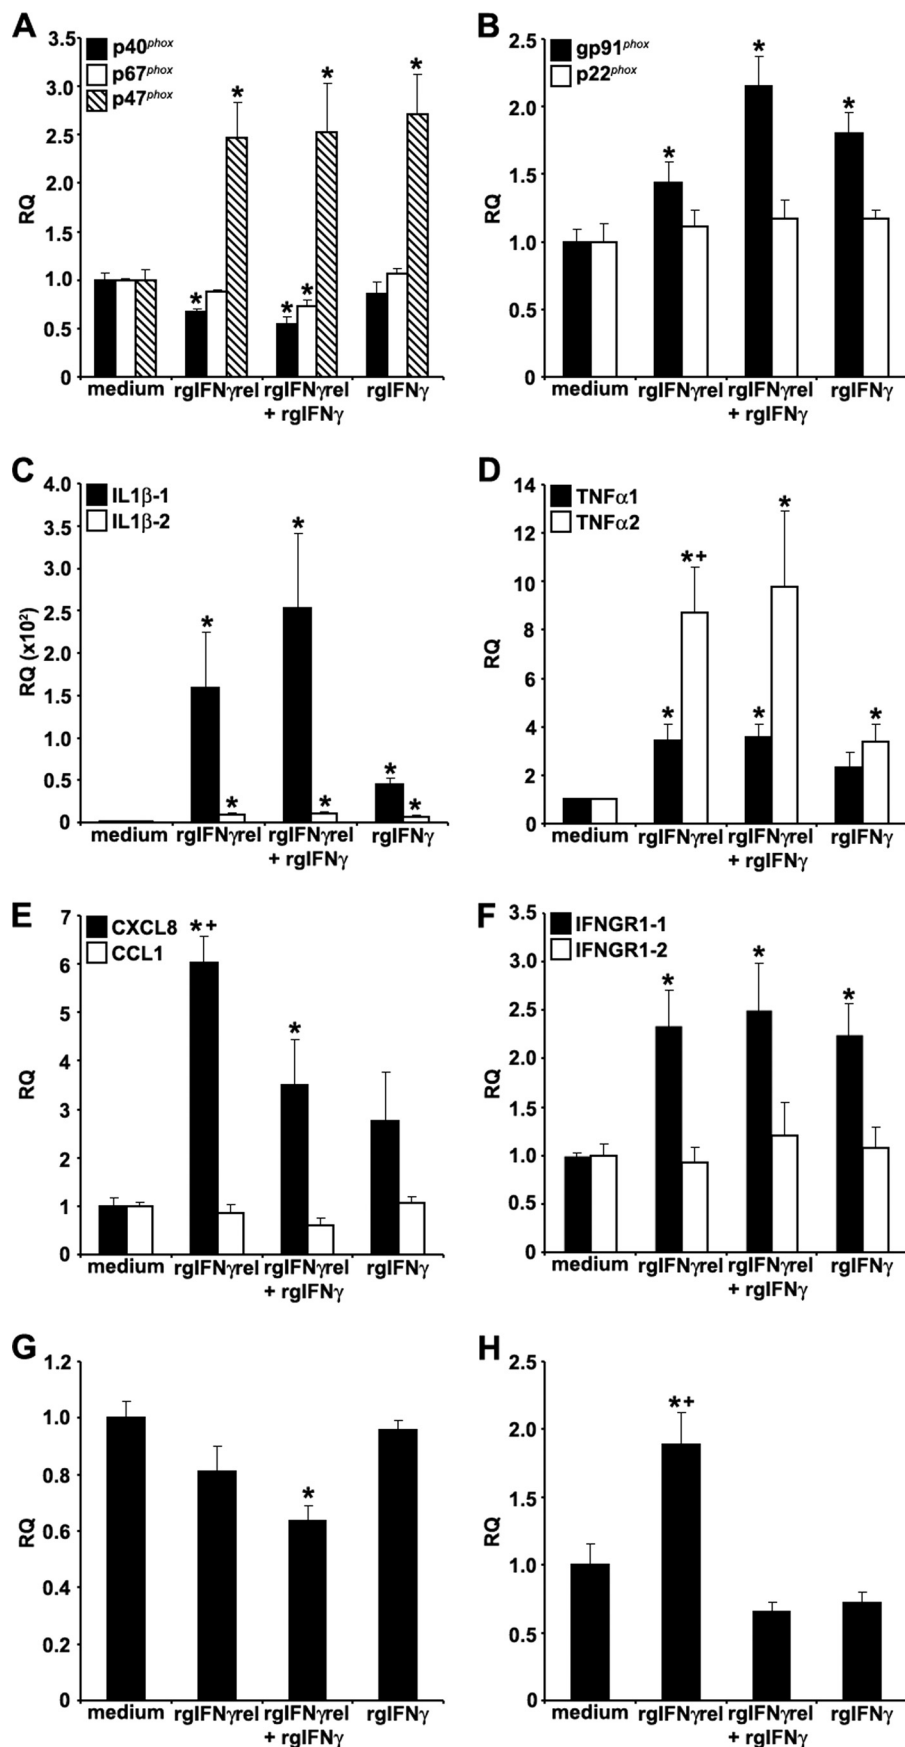 A
p40phox
p67phox
p47phox
3.5
3.0
2.5
2.0
1.5
1.0
0.5
0
RQ
* * * * * *
medium rgIFNγrel rgIFNγrel rgIFNγ
+ rgIFNγ
B
gp91phox
p22phox
2.5
2.0
1.5
1.0
0.5
0
RQ
* * *
medium rgIFNγrel rgIFNγrel rgIFNγ
+ rgIFNγ
C
IL1β-1
IL1β-2
4.0
3.5
3.0
2.5
2.0
1.5
1.0
0.5
0
RQ (x10²)
* * * * * *
medium rgIFNγrel rgIFNγrel rgIFNγ
+ rgIFNγ
D
TNFα1
TNFα2
14
12
10
8
6
4
2
0
RQ
* *+ * * *
medium rgIFNγrel rgIFNγrel rgIFNγ
+ rgIFNγ
E
CXCL8
CCL1
7
6
5
4
3
2
1
0
RQ
*+ *
medium rgIFNγrel rgIFNγrel rgIFNγ
+ rgIFNγ
F
IFNGR1-1
IFNGR1-2
3.5
3.0
2.5
2.0
1.5
1.0
0.5
0
RQ
* * *
medium rgIFNγrel rgIFNγrel rgIFNγ
+ rgIFNγ
G
1.2
1.0
0.8
0.6
0.4
0.2
0
RQ
*
medium rgIFNγrel rgIFNγrel rgIFNγ
+ rgIFNγ
H
2.5
2.0
1.5
1.0
0.5
0
RQ
*+
medium rgIFNγrel rgIFNγrel rgIFNγ
+ rgIFNγ